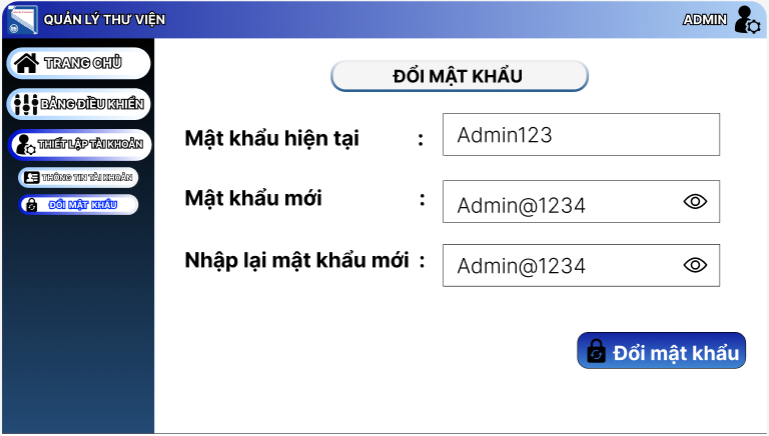 QUẢN LÝ THƯ VIỆN
ADMIN
TRANG CHỦ
BẢNG ĐIỀU KHIỂN
THIẾT LẬP TÀI KHOẢN
THÔNG TIN TÀI KHOẢN
ĐỔI MẬT KHẨU
ĐỔI MẬT KHẨU
Mật khẩu hiện tại : Admin123
Mật khẩu mới : Admin@1234
Nhập lại mật khẩu mới : Admin@1234
Đổi mật khẩu